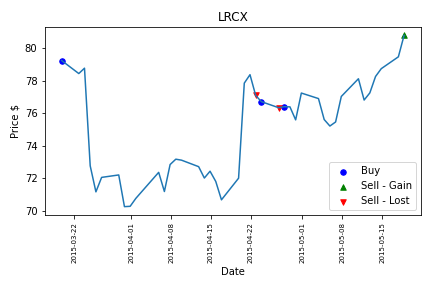 LRCX
Price $
80
78
76
74
72
70
Buy
Sell - Gain
Sell - Lost
2015-03-22
2015-04-01
2015-04-08
2015-04-15
2015-04-22
2015-05-01
2015-05-08
2015-05-15
Date